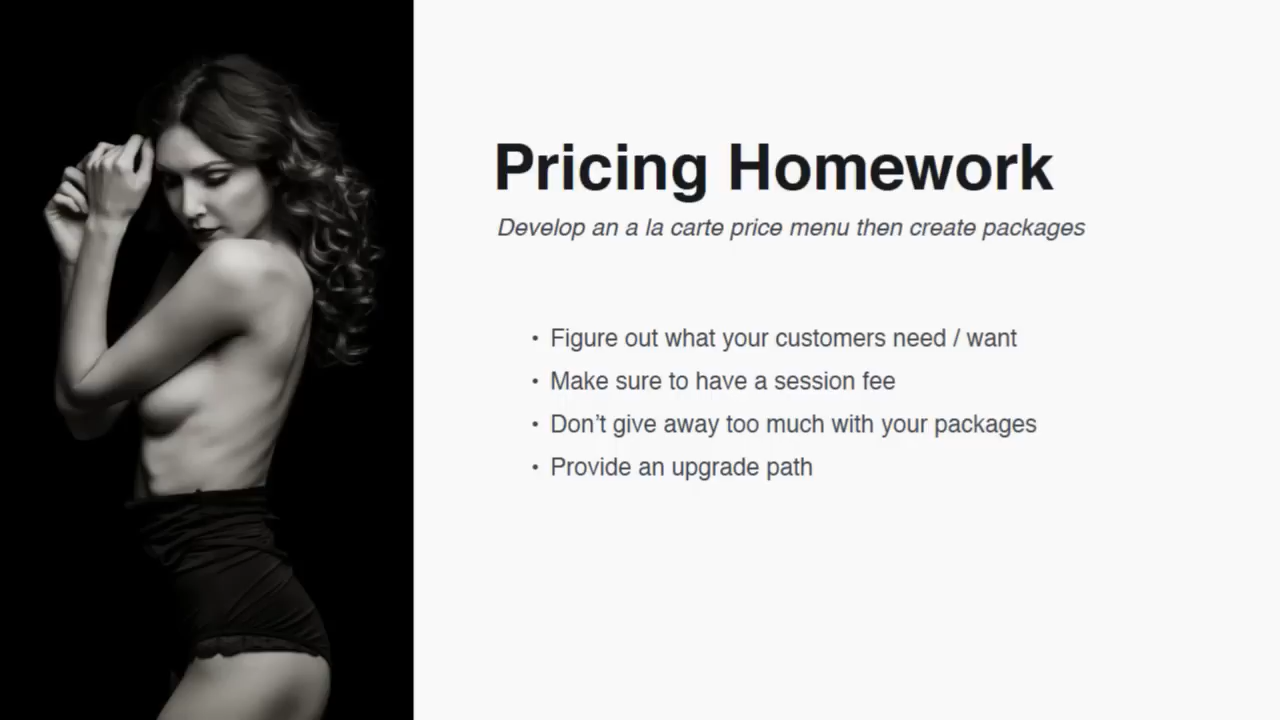 Pricing Homework
Develop an a la carte price menu then create packages
• Figure out what your customers need / want
• Make sure to have a session fee
• Don’t give away too much with your packages
• Provide an upgrade path